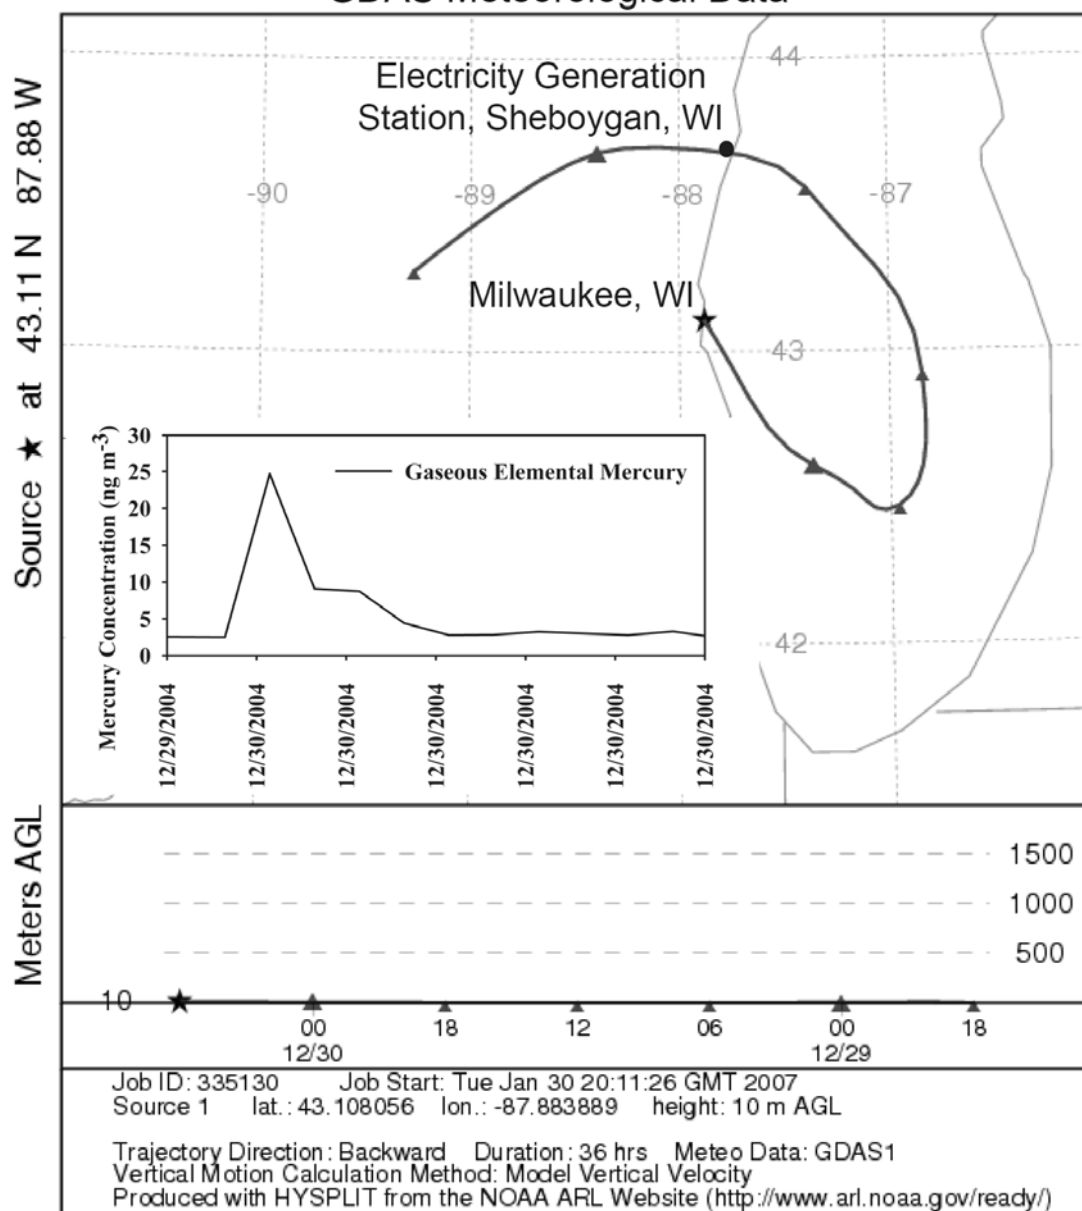 GDAS Meteorological Data
Source ★ at 43.11 N 87.88 W
44
Electricity Generation
Station, Sheboygan, WI
-90
-89
-88
-87
Milwaukee, WI
43
Mercury Concentration (ng m-3)
30
25
20
15
10
5
0
Gaseous Elemental Mercury
12/29/2004
12/30/2004
12/30/2004
12/30/2004
12/30/2004
12/30/2004
12/30/2004
42
Meters AGL
1500
1000
500
10
00 18 12 06 00 18
12/30 12/29
Job ID: 335130 Job Start: Tue Jan 30 20:11:26 GMT 2007
Source 1 lat.: 43.108056 lon.: -87.883889 height: 10 m AGL
Trajectory Direction: Backward Duration: 36 hrs Meteo Data: GDAS1
Vertical Motion Calculation Method: Model Vertical Velocity
Produced with HYSPLIT from the NOAA ARL Website (http://www.arl.noaa.gov/ready/)